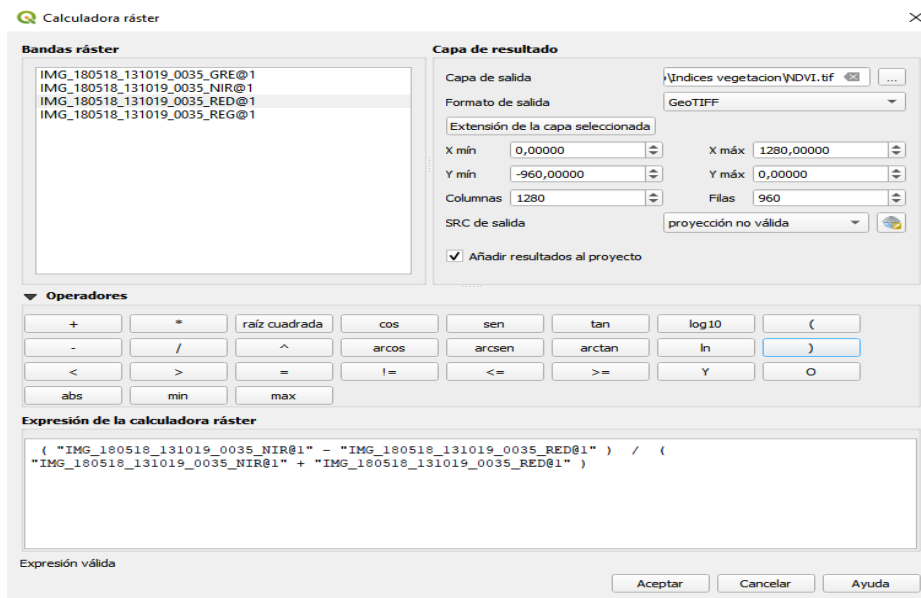 Calculadora ráster
Bandas ráster
IMG_180518_131019_0035_GRE@1
IMG_180518_131019_0035_NIR@1
IMG_180518_131019_0035_RED@1
IMG_180518_131019_0035_REG@1
Capa de resultado
Capa de salida \Indices vegetacion\NDVI.tif ...
Formato de salida GeoTIFF
Extensión de la capa seleccionada
X mín 0,00000 X máx 1280,00000
Y mín -960,00000 Y máx 0,00000
Columnas 1280 Filas 960
SRC de salida proyección no válida
Añadir resultados al proyecto
Operadores
+ * raíz cuadrada cos sen tan log10 (
- / ^ arcos arcsen arctan ln )
< > = != <= >= Y O
abs min max
Expresión de la calculadora ráster
( "IMG_180518_131019_0035_NIR@1" - "IMG_180518_131019_0035_RED@1" ) / (
"IMG_180518_131019_0035_NIR@1" + "IMG_180518_131019_0035_RED@1" )
Expresión válida
Aceptar Cancelar Ayuda